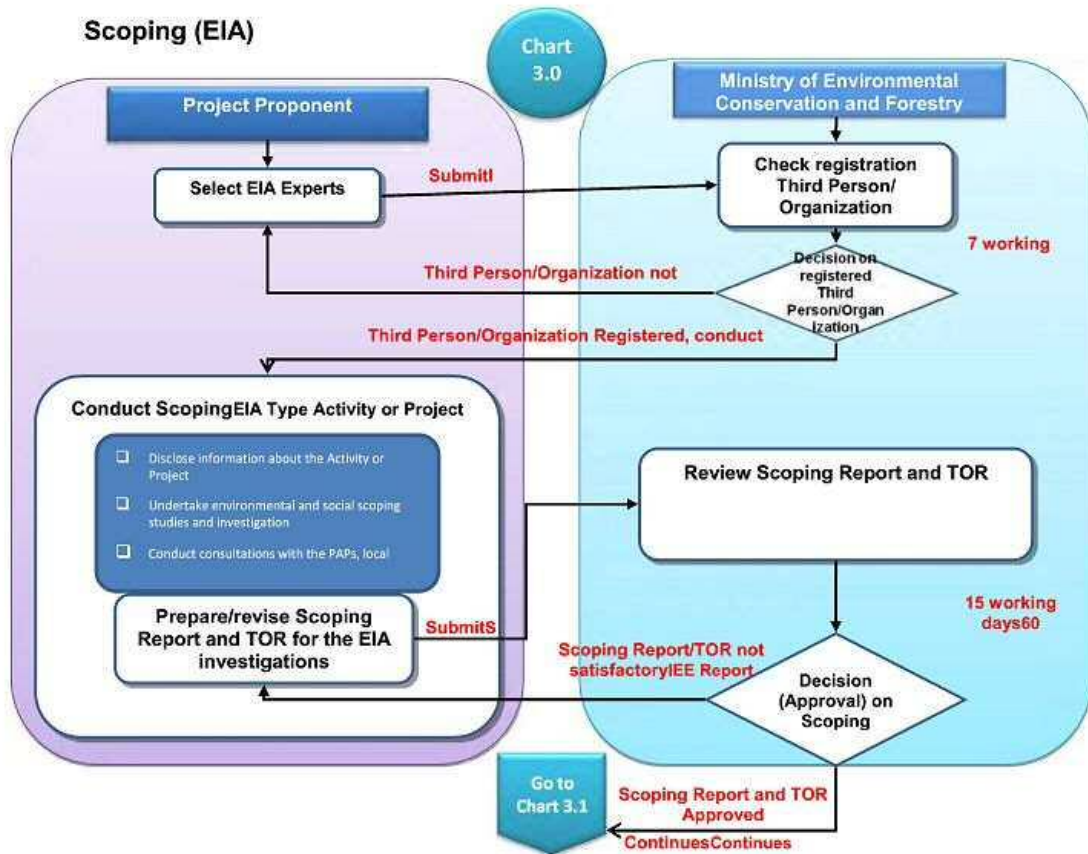 Scoping (EIA)
Chart
3.0
Project Proponent
Ministry of Environmental
Conservation and Forestry
Select EIA Experts
SubmitI
Check registration
Third Person/
Organization
7 working
Decision on
registered
Third
Person/Organ
ization
Third Person/Organization not
Third Person/Organization Registered, conduct
Conduct ScopingEIA Type Activity or Project
Disclose information about the Activity or
Project
Undertake environmental and social scoping
studies and investigation
Conduct consultations with the PAPs, local
Review Scoping Report and TOR
Prepare/revise Scoping
Report and TOR for the EIA
investigations
SubmitS
15 working
days60
Scoping Report/TOR not
satisfactoryIEE Report
Decision
(Approval) on
Scoping
Go to
Chart 3.1
Scoping Report and TOR
Approved
ContinuesContinues